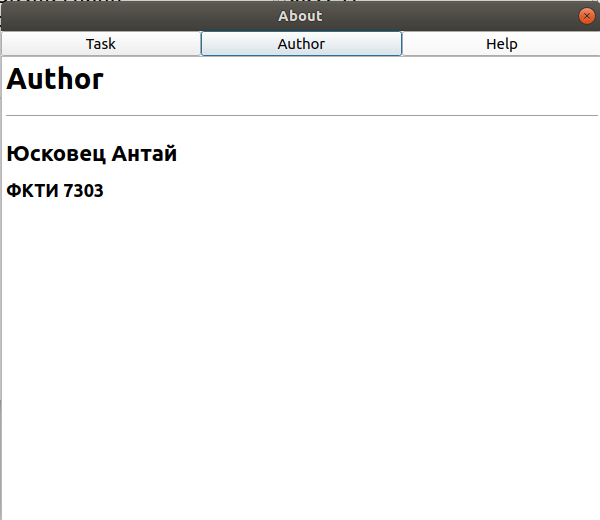 About
Task Author Help
Author
Юсковец Антай
ФКТИ 7303